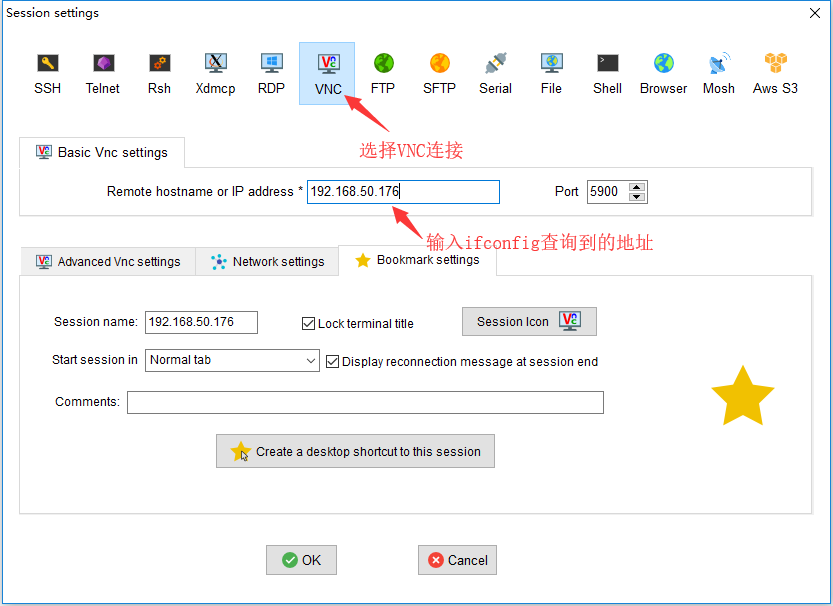 Session settings
SSH Telnet Rsh Xdmcp RDP VNC FTP SFTP Serial File Shell Browser Mosh Aws S3
选择VNC连接
Basic Vnc settings
Remote hostname or IP address * 192.168.50.176 Port 5900
输入ifconfig查询到的地址
Advanced Vnc settings Network settings Bookmark settings
Session name: 192.168.50.176 Lock terminal title Session Icon
Start session in Normal tab Display reconnection message at session end
Comments:
Create a desktop shortcut to this session
OK Cancel